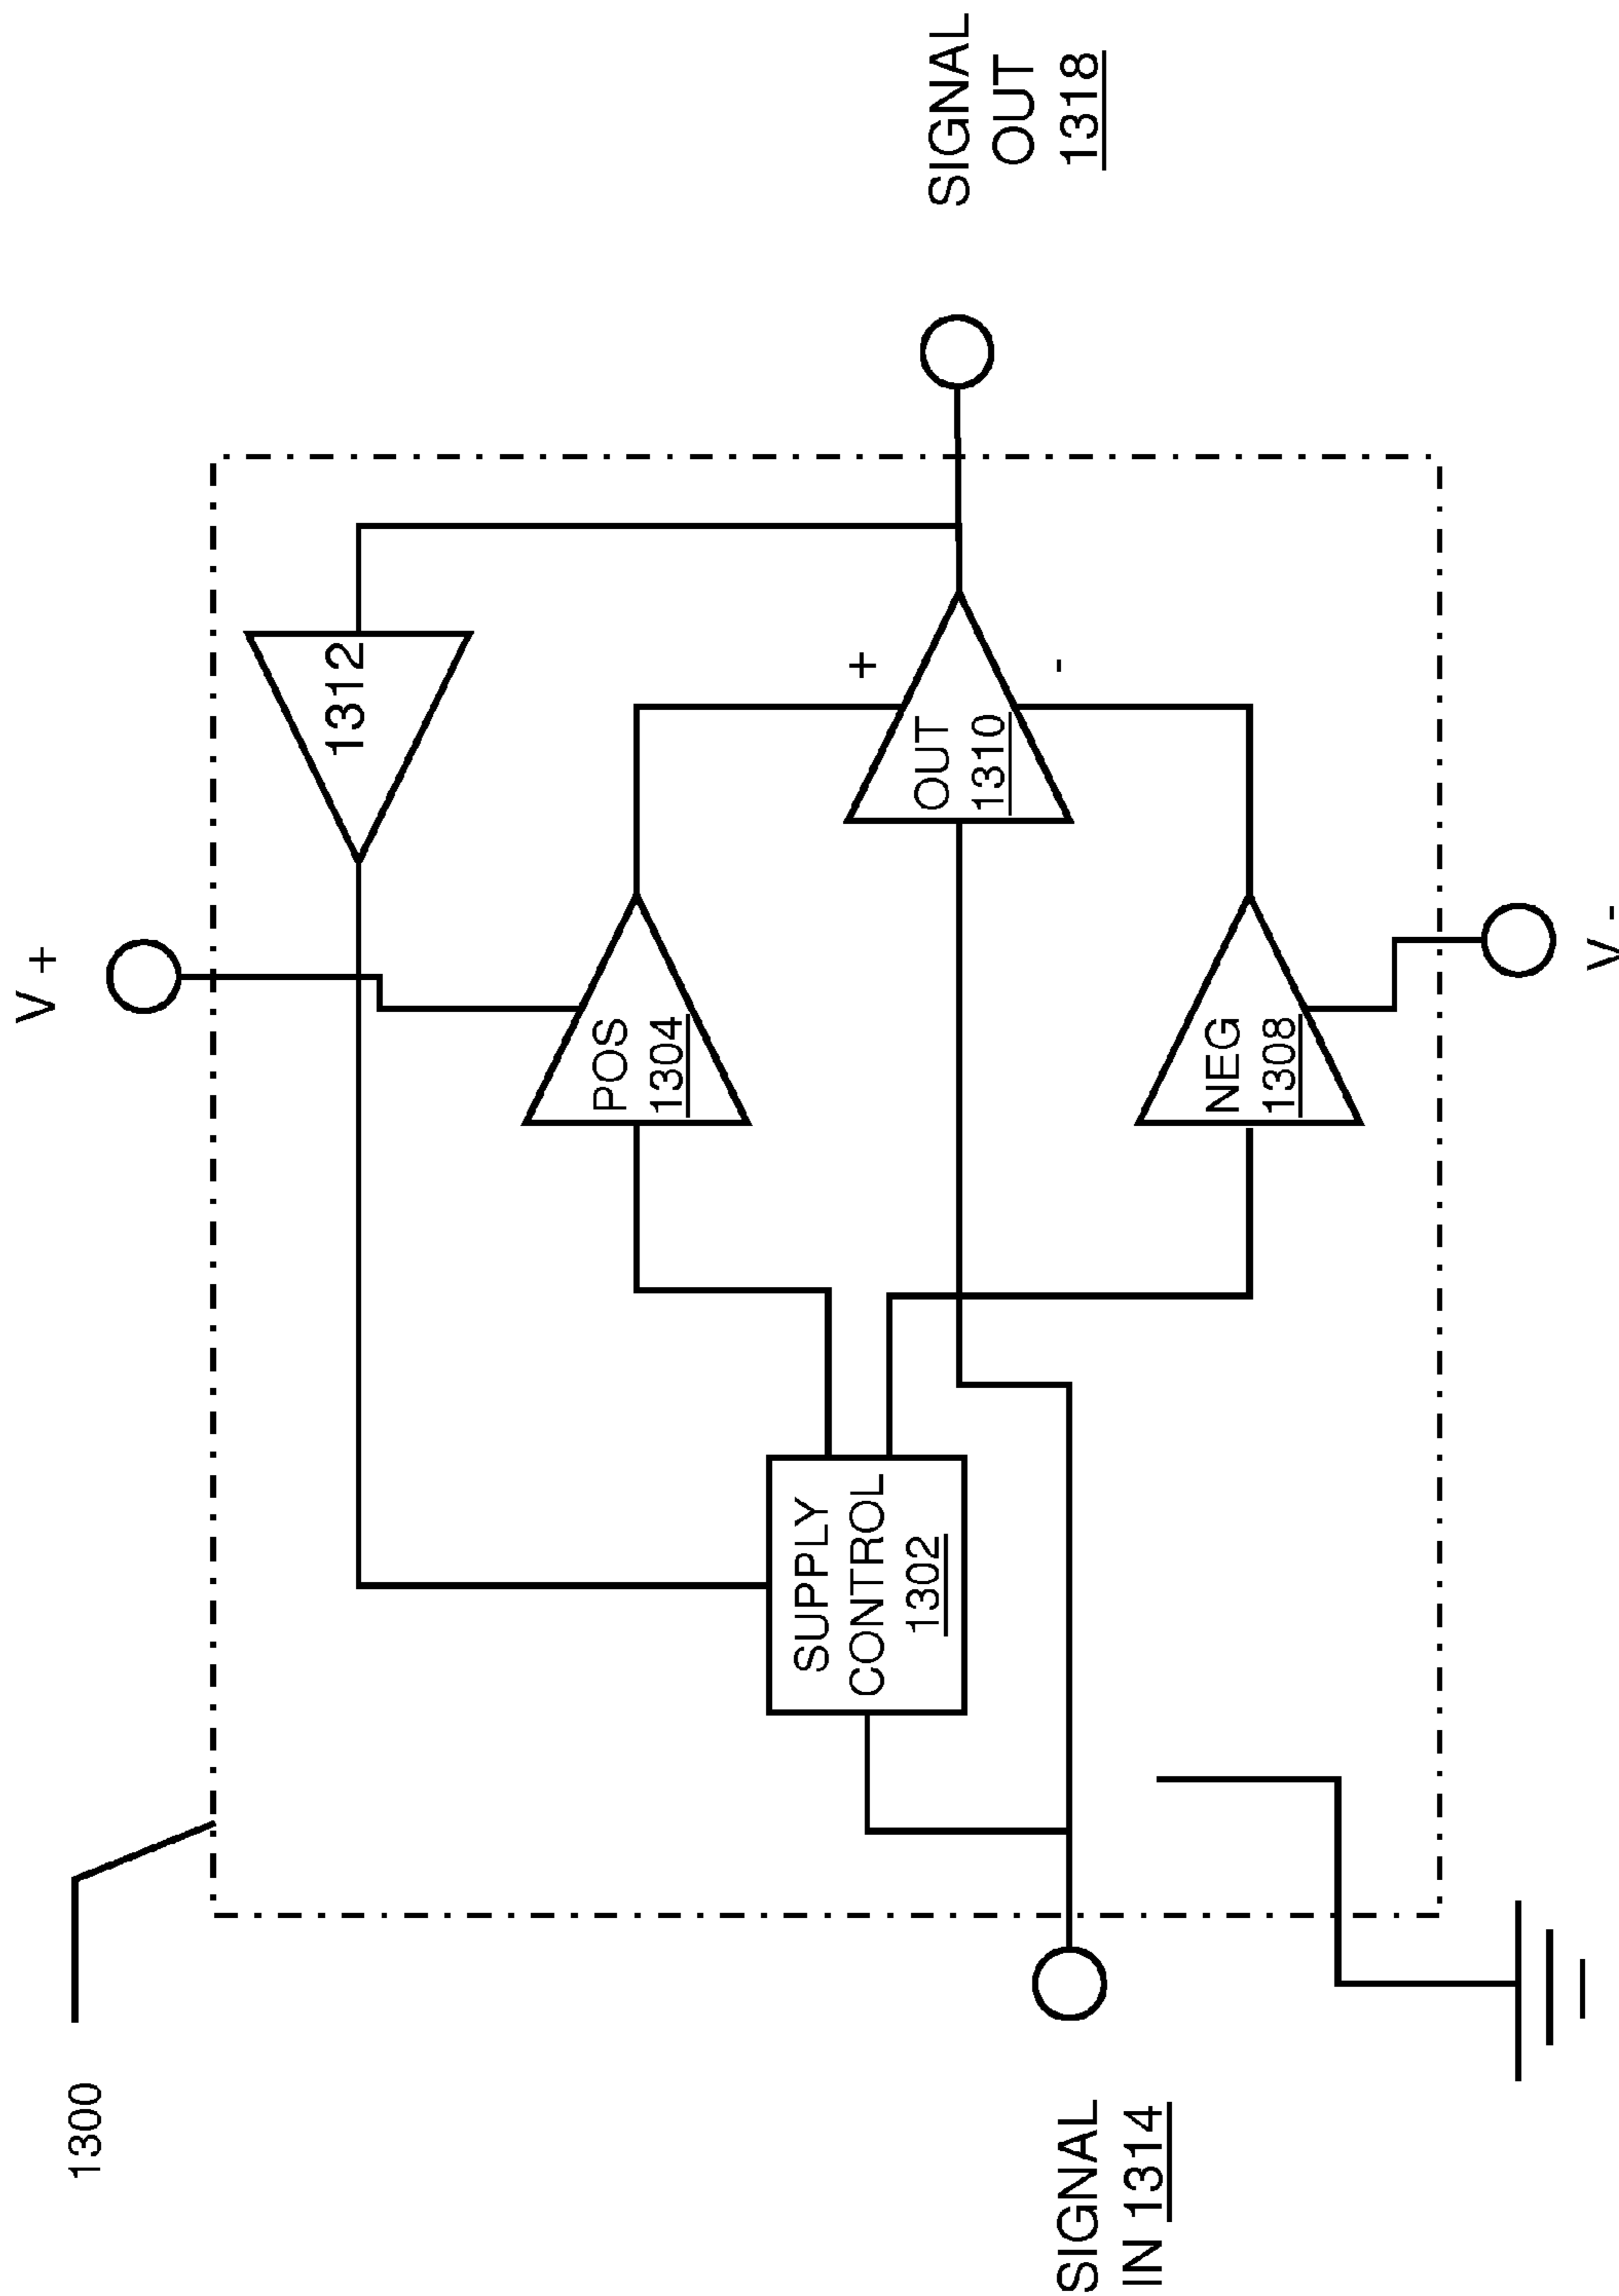 1300
V +
1312
POS
1304
SUPPLY
CONTROL
1302
+
OUT
1310
-
SIGNAL
OUT
1318
SIGNAL
IN 1314
NEG
1308
V -